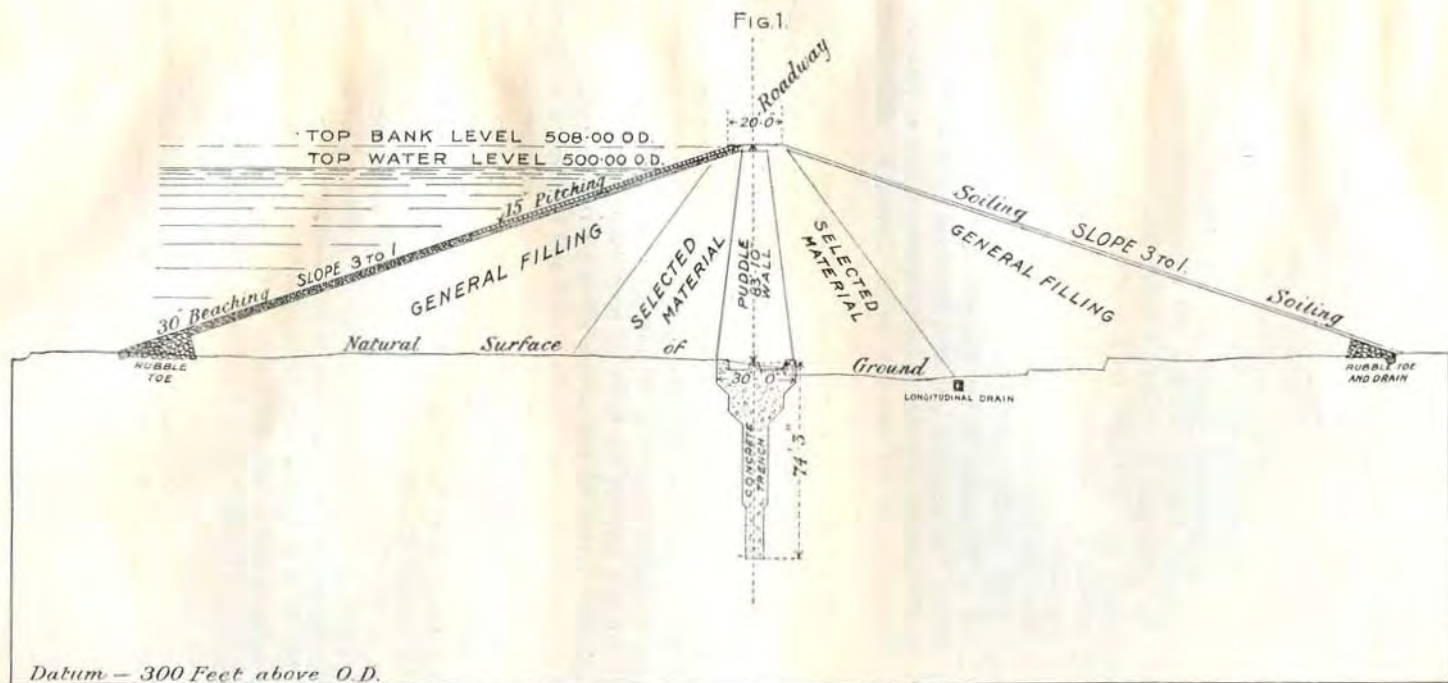 FIG.1.
Roadway
20'·0"
TOP BANK LEVEL 508·00 O.D.
TOP WATER LEVEL 500·00 O.D.
15" Pitching
SLOPE 3 TO 1
30" Beaching
GENERAL FILLING
SELECTED
MATERIAL
PUDDLE
83'·10"
WALL
SELECTED
MATERIAL
Soiling
SLOPE 3 TO 1.
GENERAL FILLING
Soiling
Natural Surface of Ground
RUBBLE
TOE
30'·0"
LONGITUDINAL DRAIN
RUBBLE TOE
AND DRAIN
CONCRETE
TRENCH
74'·3"
Datum – 300 Feet above O.D.